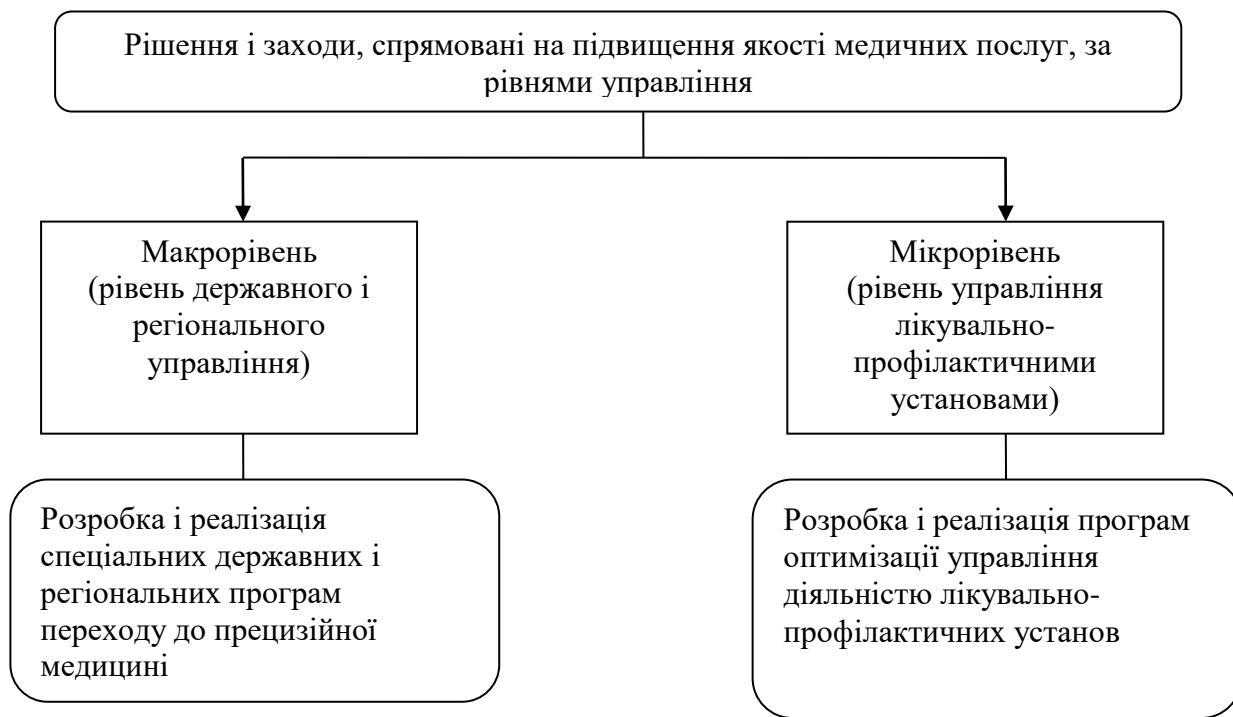 Рішення і заходи, спрямовані на підвищення якості медичних послуг, за
рівнями управління
Макрорівень
(рівень державного і
регіонального
управління)
Мікрорівень
(рівень управління
лікувально-
профілактичними
установами)
Розробка і реалізація
спеціальних державних і
регіональних програм
переходу до прецизійної
медицині
Розробка і реалізація програм
оптимізації управління
діяльністю лікувально-
профілактичних установ